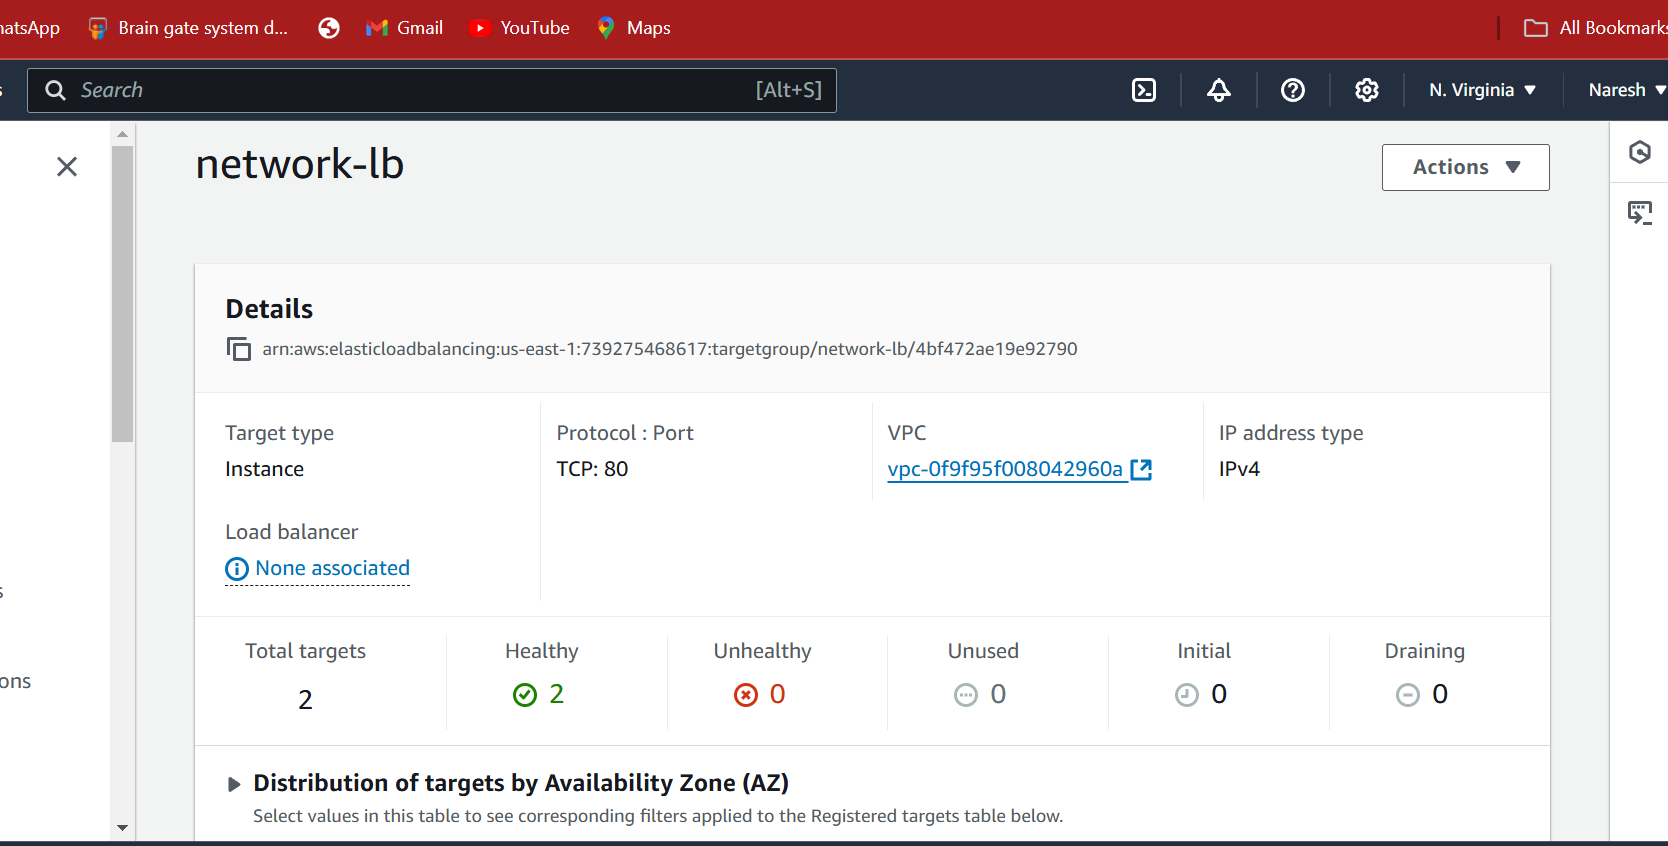 hatsApp Brain gate system d... Gmail YouTube Maps All Bookmarks
s Search [Alt+S] N. Virginia Naresh
network-lb
Actions
Details
arn:aws:elasticloadbalancing:us-east-1:739275468617:targetgroup/network-lb/4bf472ae19e92790
Target type Protocol : Port VPC IP address type
Instance TCP: 80 vpc-0f9f95f008042960a IPv4
Load balancer
None associated
s
Total targets Healthy Unhealthy Unused Initial Draining
ons
2 2 0 0 0 0
Distribution of targets by Availability Zone (AZ)
Select values in this table to see corresponding filters applied to the Registered targets table below.